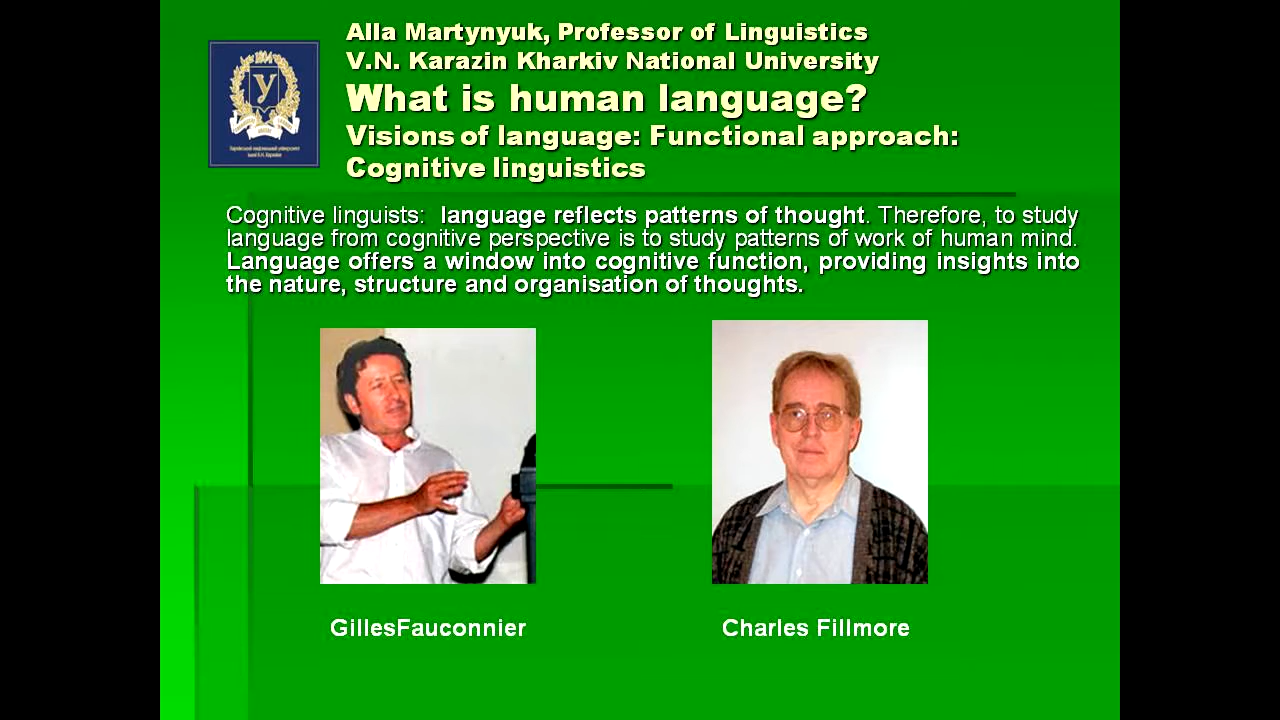 Alla Martynyuk, Professor of Linguistics
V.N. Karazin Kharkiv National University
What is human language?
Visions of language: Functional approach:
Cognitive linguistics
Cognitive linguists: language reflects patterns of thought. Therefore, to study
language from cognitive perspective is to study patterns of work of human mind.
Language offers a window into cognitive function, providing insights into
the nature, structure and organisation of thoughts.
GillesFauconnier
Charles Fillmore